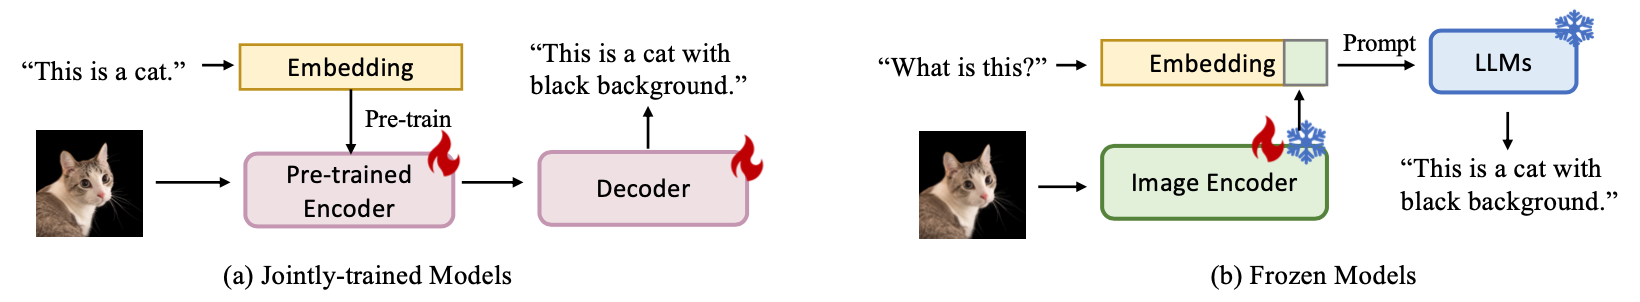 “This is a cat.”
Embedding
Pre-train
Pre-trained
Encoder
Decoder
“This is a cat with
black background.”
(a) Jointly-trained Models
“What is this?”
Embedding
Prompt
LLMs
Image Encoder
“This is a cat with
black background.”
(b) Frozen Models